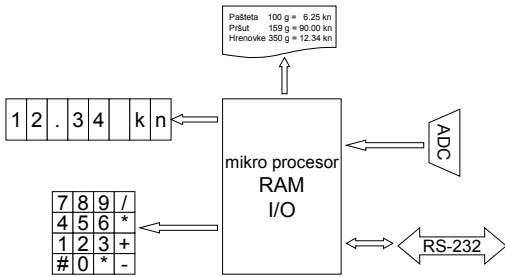 Pašteta 100 g = 6.25 kn
Pršut 159 g = 90.00 kn
Hrenovke 350 g = 12.34 kn
12.34 kn
mikro procesor
RAM
I/O
ADC
7 8 9 /
4 5 6 *
1 2 3 +
# 0 * -
RS-232